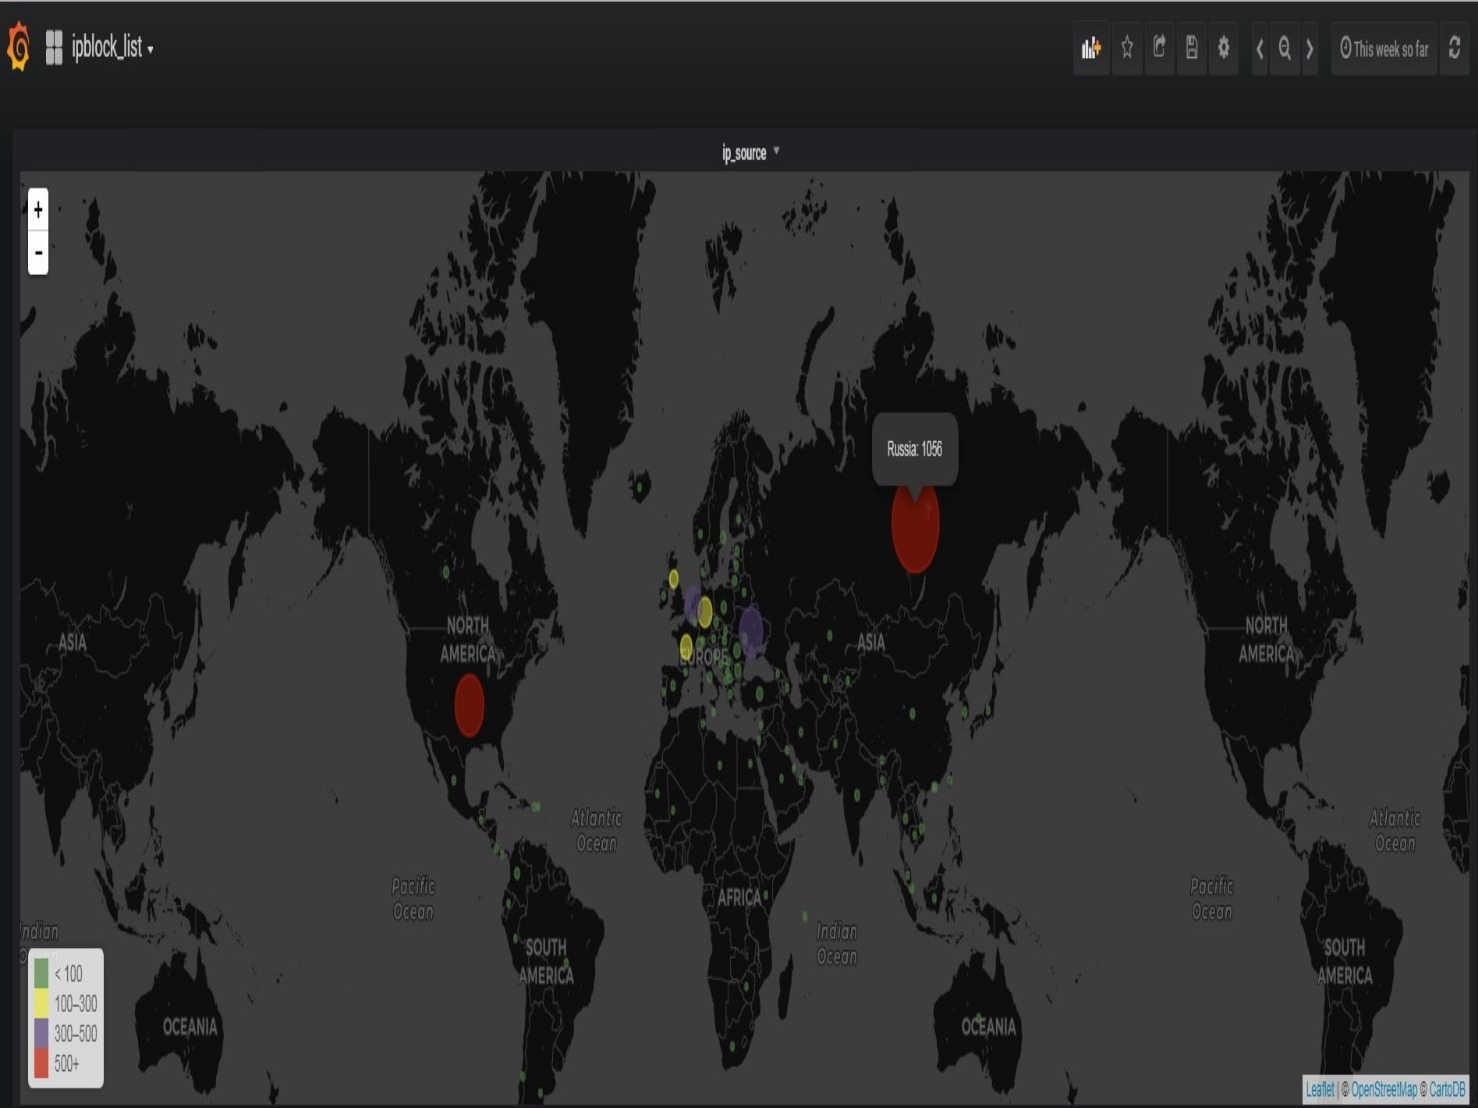 ipblock_list
This week so far
ip_source
+
-
Russia: 1056
ASIA
NORTH
AMERICA
EUROPE
ASIA
NORTH
AMERICA
Atlantic
Ocean
Atlantic
Ocean
Pacific
Ocean
AFRICA
Pacific
Ocean
Indian
Ocean
SOUTH
AMERICA
SOUTH
AMERICA
Indian
< 100
100–300
300–500
500+
OCEANIA
OCEANIA
Leaflet | © OpenStreetMap © CartoDB